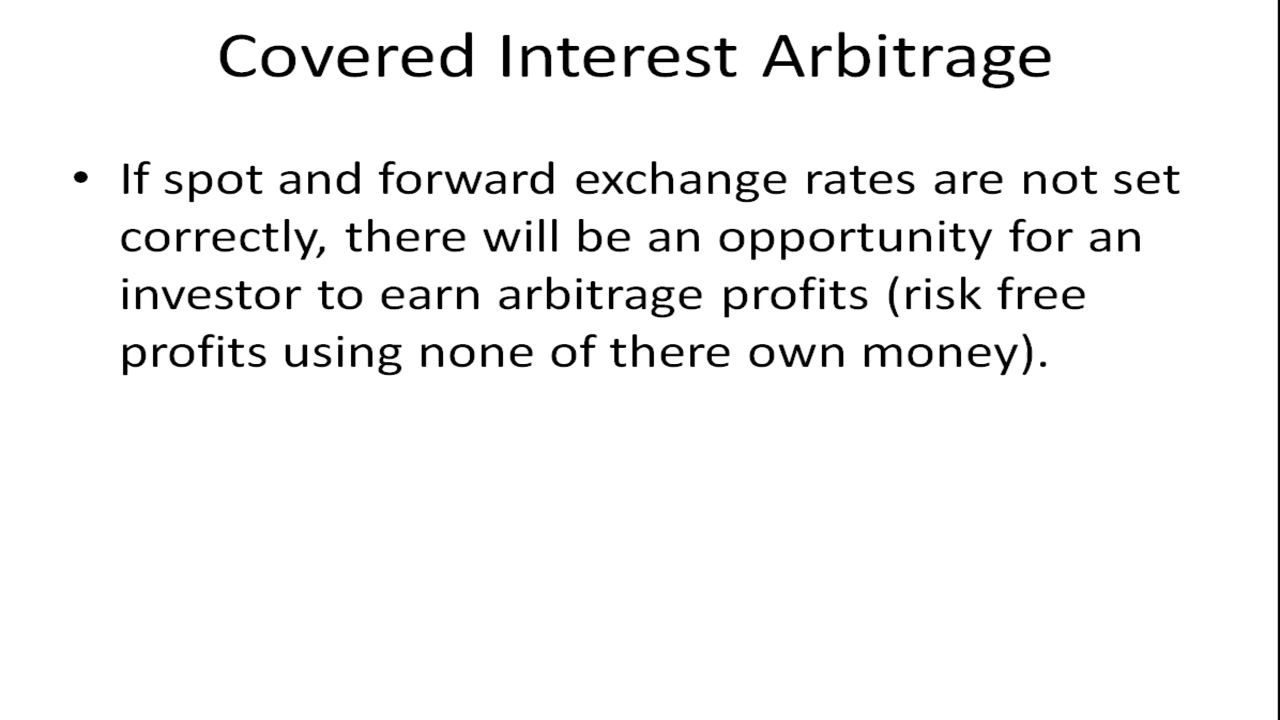 Covered Interest Arbitrage
• If spot and forward exchange rates are not set
correctly, there will be an opportunity for an
investor to earn arbitrage profits (risk free
profits using none of there own money).